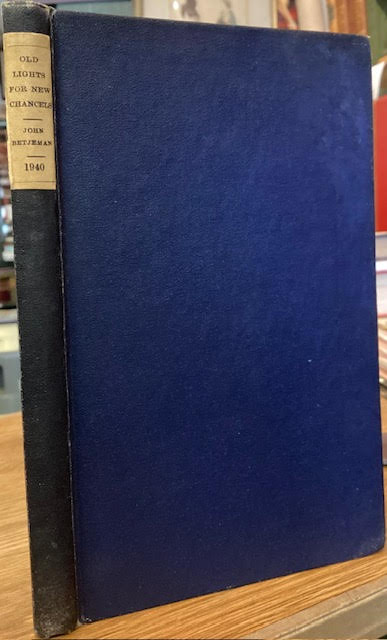 OLD
LIGHTS
FOR NEW
CHANCELS
JOHN
BETJEMAN
1940